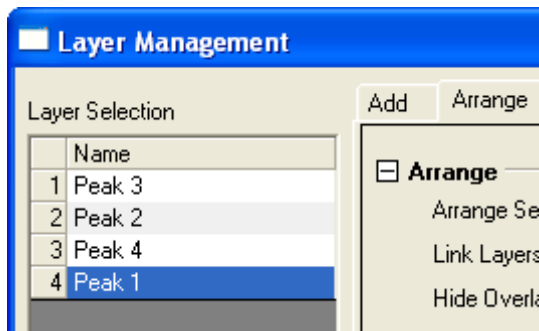 Layer Management
Layer Selection
Name
1 Peak 3
2 Peak 2
3 Peak 4
4 Peak 1
Add Arrange
Arrange
Arrange Se
Link Layers
Hide Overla